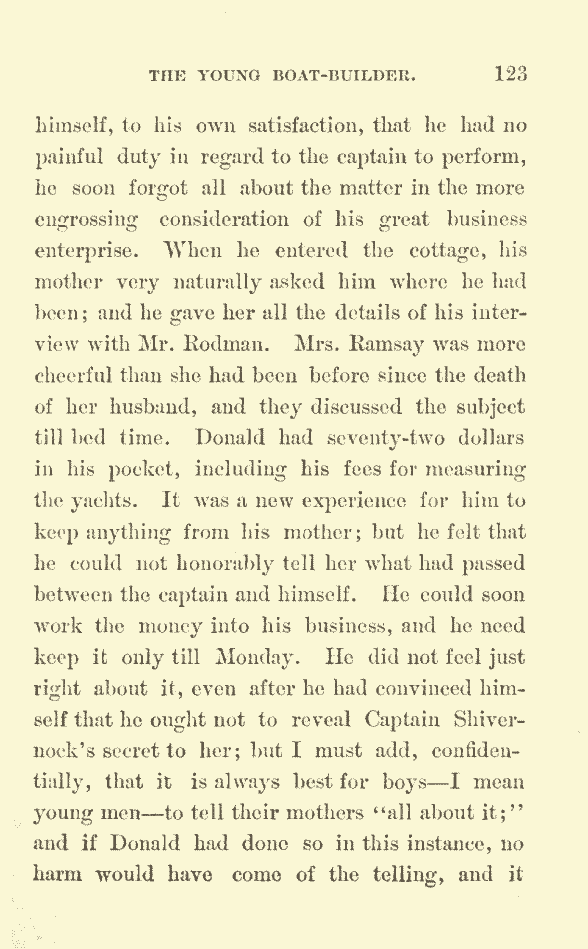 THE YOUNG BOAT-BUILDER. 123
himself, to his own satisfaction, that he had no
painful duty in regard to the captain to perform,
he soon forgot all about the matter in the more
engrossing consideration of his great business
enterprise. When he entered the cottage, his
mother very naturally asked him where he had
been; and he gave her all the details of his inter-
view with Mr. Rodman. Mrs. Ramsay was more
cheerful than she had been before since the death
of her husband, and they discussed the subject
till bed time. Donald had seventy-two dollars
in his pocket, including his fees for measuring
the yachts. It was a new experience for him to
keep anything from his mother; but he felt that
he could not honorably tell her what had passed
between the captain and himself. He could soon
work the money into his business, and he need
keep it only till Monday. He did not feel just
right about it, even after he had convinced him-
self that he ought not to reveal Captain Shiver-
nock's secret to her; but I must add, confiden-
tially, that it is always best for boys—I mean
young men—to tell their mothers “all about it;”
and if Donald had done so in this instance, no
harm would have come of the telling, and it